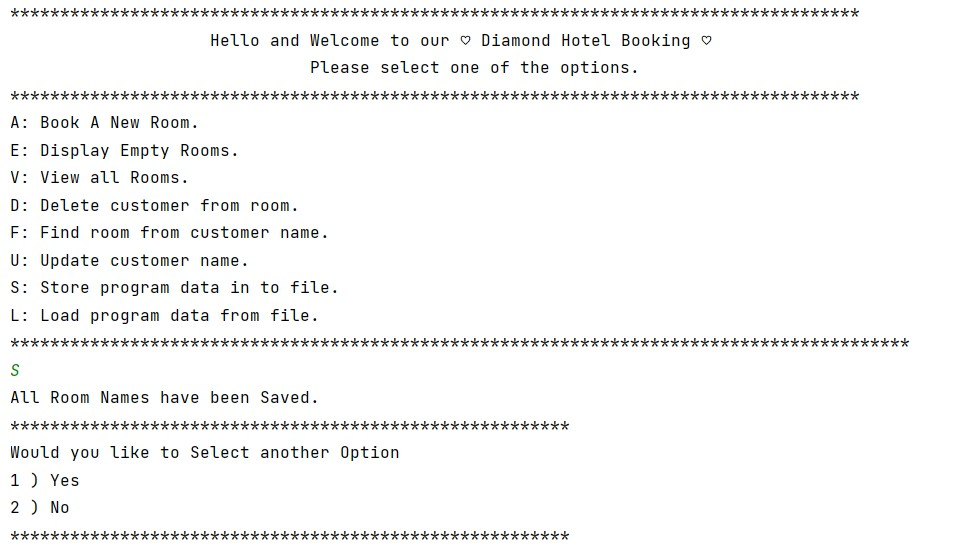 *************************************************************************************
Hello and Welcome to our ♡ Diamond Hotel Booking ♡
Please select one of the options.
*************************************************************************************
A: Book A New Room.
E: Display Empty Rooms.
V: View all Rooms.
D: Delete customer from room.
F: Find room from customer name.
U: Update customer name.
S: Store program data in to file.
L: Load program data from file.
******************************************************************************************
S
All Room Names have been Saved.
********************************************************
Would you like to Select another Option
1 ) Yes
2 ) No
********************************************************